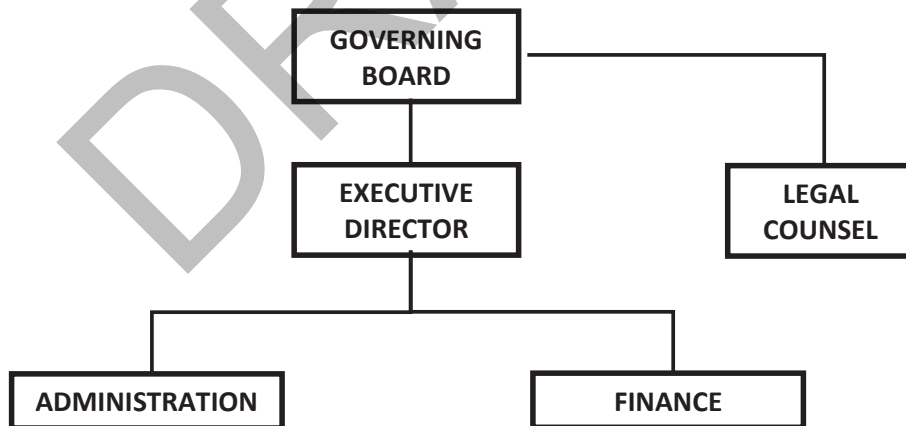 GOVERNING
BOARD
EXECUTIVE
DIRECTOR
LEGAL
COUNSEL
ADMINISTRATION
FINANCE